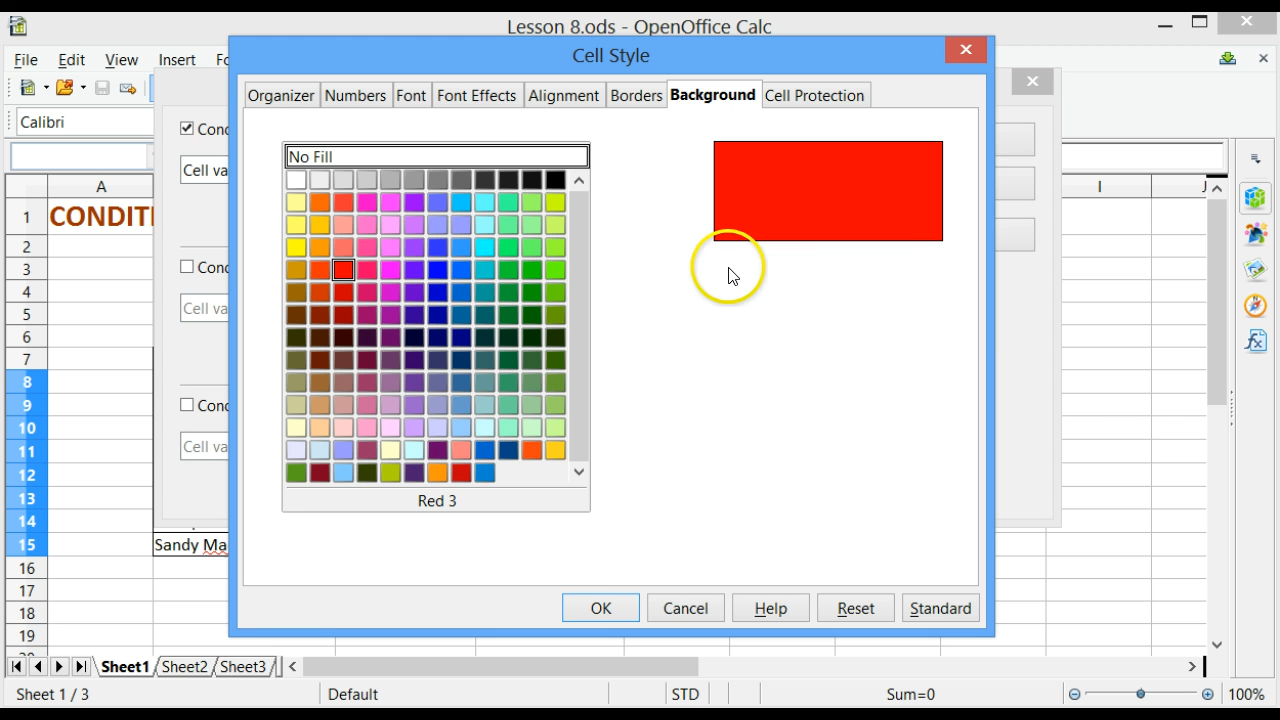 Lesson 8.ods - OpenOffice Calc
File Edit View Insert
Cell Style
Organizer Numbers Font Font Effects Alignment Borders Background Cell Protection
Calibri
No Fill
Cell va
A
I
J
1 CONDITI
2
3
4
5
6
7
8
9
10
11
12
13
14
15 Sandy Ma
16
17
18
19
Cell va
Cell va
Red 3
OK Cancel Help Reset Standard
Sheet1 Sheet2 Sheet3
Sheet 1 / 3 Default STD Sum=0 100%